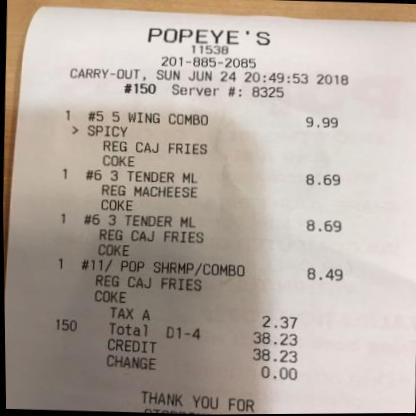 POPEYE'S
11538
201-885-2085
CARRY-OUT, SUN JUN 24 20:49:53 2018
#150 Server #: 8325
1 #5 5 WING COMBO 9.99
> SPICY
REG CAJ FRIES
COKE
1 #6 3 TENDER ML 8.69
REG MACHEESE
COKE
1 #6 3 TENDER ML 8.69
REG CAJ FRIES
COKE
1 #11/ POP SHRMP/COMBO 8.49
REG CAJ FRIES
COKE
TAX A 2.37
150 Total D1-4 38.23
CREDIT 38.23
CHANGE 0.00
THANK YOU FOR